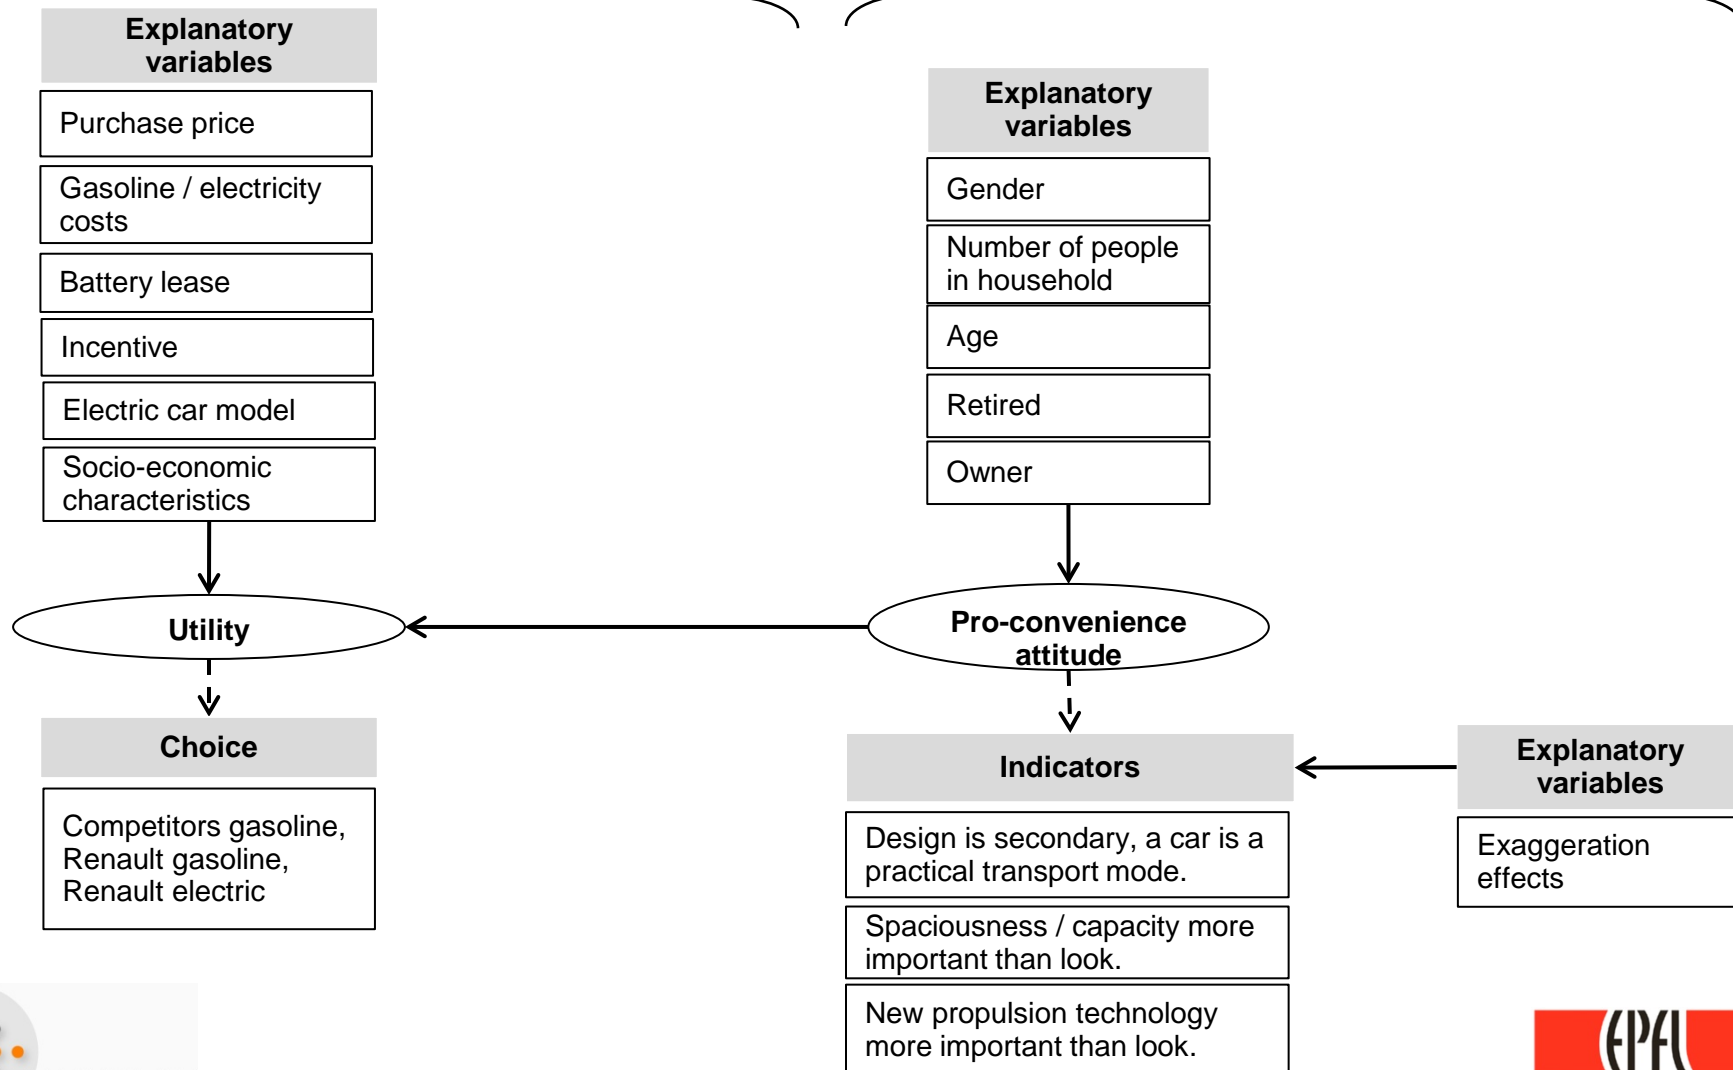 Explanatory
variables
Purchase price
Gasoline / electricity
costs
Battery lease
Incentive
Electric car model
Socio-economic
characteristics
Utility
Choice
Competitors gasoline,
Renault gasoline,
Renault electric
Explanatory
variables
Gender
Number of people
in household
Age
Retired
Owner
Pro-convenience
attitude
Indicators
Design is secondary, a car is a
practical transport mode.
Spaciousness / capacity more
important than look.
New propulsion technology
more important than look.
Explanatory
variables
Exaggeration
effects
EPFL